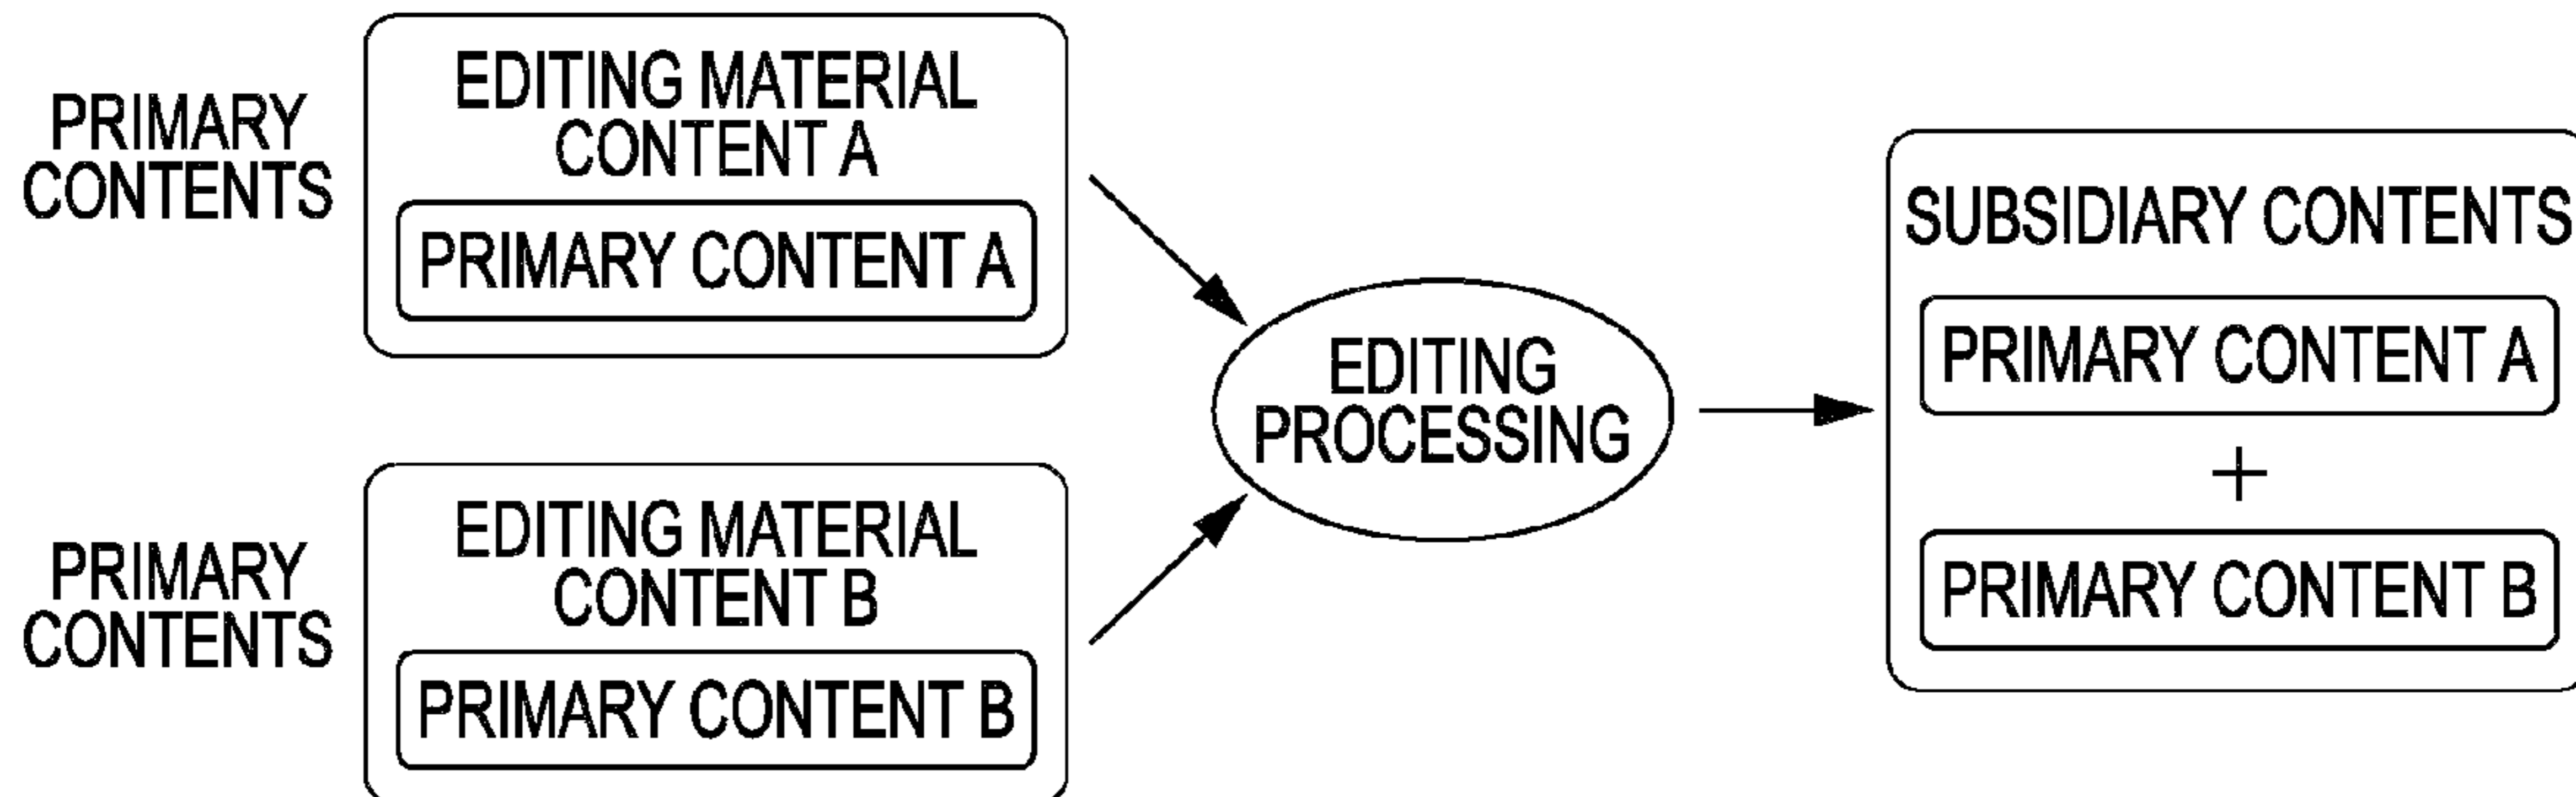 PRIMARY
CONTENTS
EDITING MATERIAL
CONTENT A
PRIMARY CONTENT A
PRIMARY
CONTENTS
EDITING MATERIAL
CONTENT B
PRIMARY CONTENT B
EDITING
PROCESSING
SUBSIDIARY CONTENTS
PRIMARY CONTENT A
+
PRIMARY CONTENT B